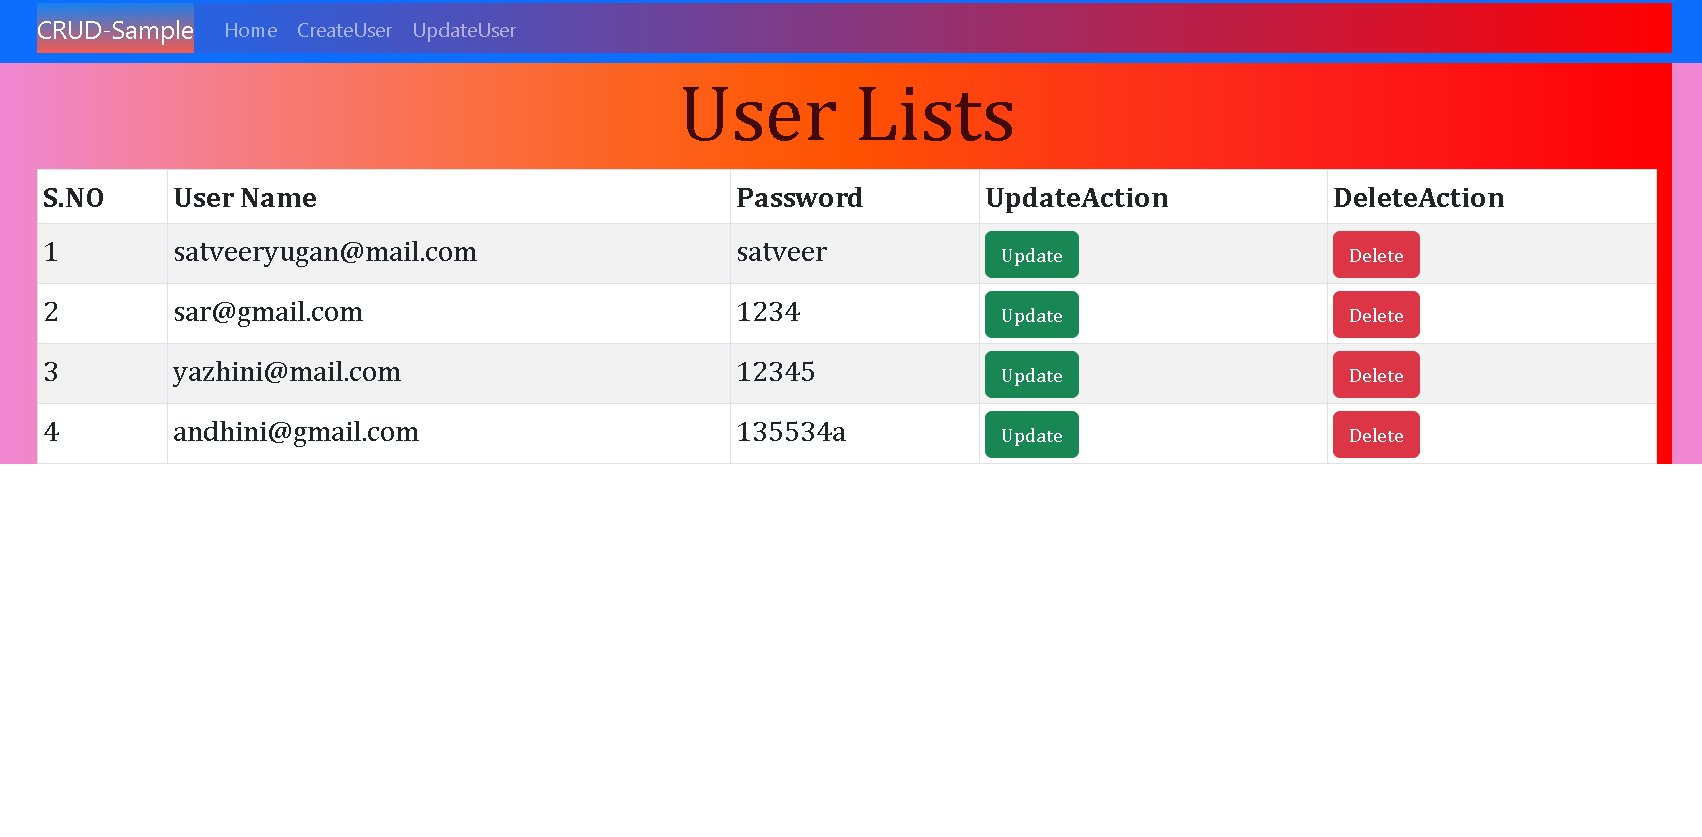 CRUD-Sample Home CreateUser UpdateUser
User Lists
S.NO User Name Password UpdateAction DeleteAction
1 satveeryugan@mail.com satveer Update Delete
2 sar@gmail.com 1234 Update Delete
3 yazhini@mail.com 12345 Update Delete
4 andhini@gmail.com 135534a Update Delete